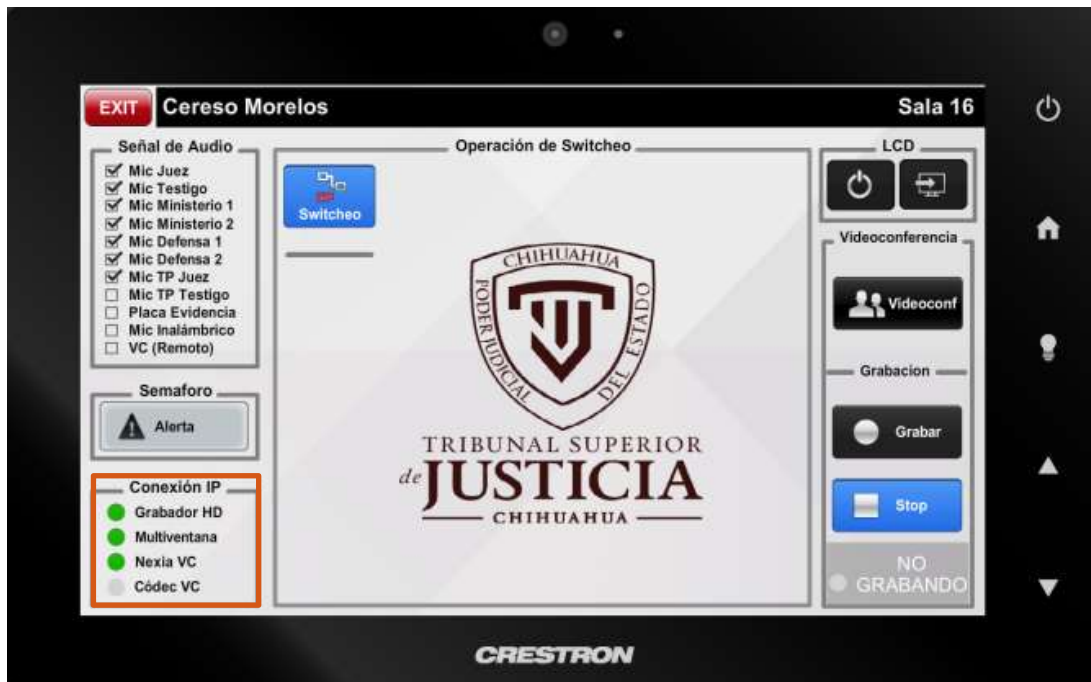 EXIT
Cereso Morelos
Sala 16
Señal de Audio
Mic Juez
Mic Testigo
Mic Ministerio 1
Mic Ministerio 2
Mic Defensa 1
Mic Defensa 2
Mic TP Juez
Mic TP Testigo
Placa Evidencia
Mic Inalámbrico
VC (Remoto)
Semaforo
Alerta
Conexión IP
Grabador HD
Multiventana
Nexia VC
Códec VC
Operación de Switcheo
Switcheo
CHIHUAHUA
PODER JUDICIAL
DEL ESTADO
TRIBUNAL SUPERIOR
de JUSTICIA
CHIHUAHUA
LCD
Videoconferencia
Videoconf
Grabacion
Grabar
Stop
NO
GRABANDO
CRESTRON